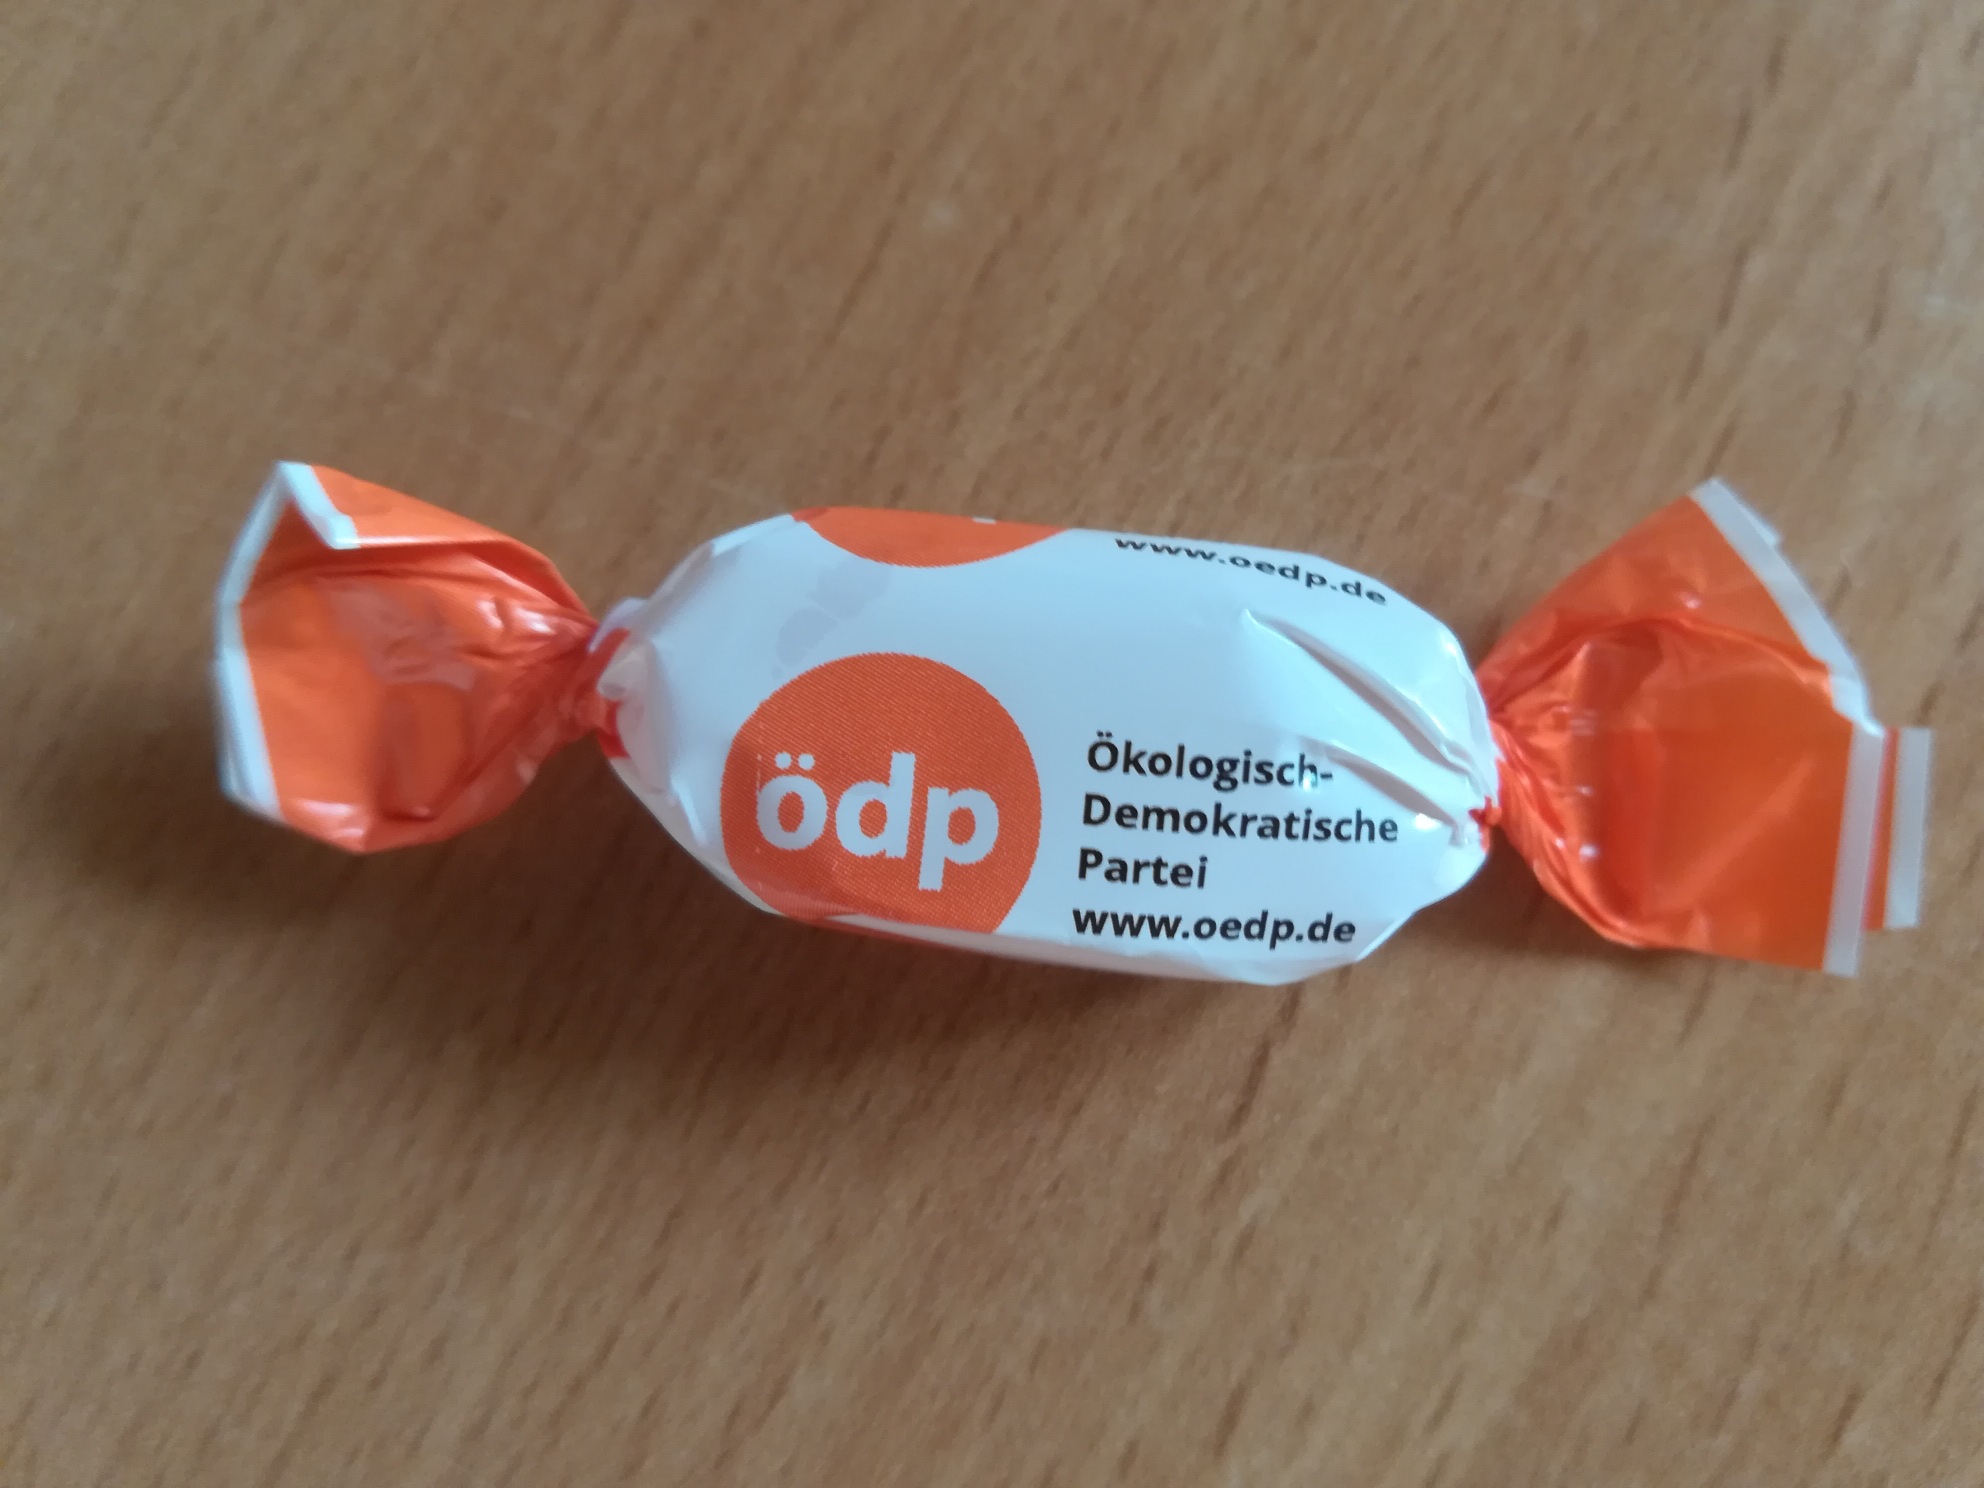 www.oedp.de
ödp
Ökologisch-
Demokratische
Partei
www.oedp.de